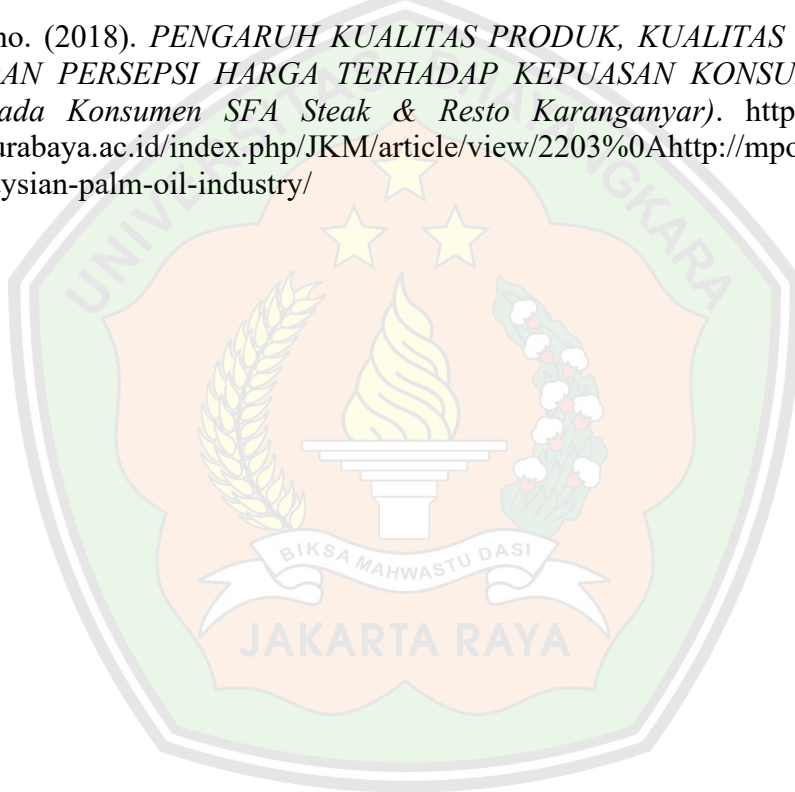 no. (2018). PENGARUH KUALITAS PRODUK, KUALITAS
AN PERSEPSI HARGA TERHADAP KEPUASAN KONSU
ada Konsumen SFA Steak & Resto Karanganyar). http
urabaya.ac.id/index.php/JKM/article/view/2203%0Ahttp://mpo
ysian-palm-oil-industry/
UNIVERSITAS BHAYANGKARA
BIKSA MAHWASTU DASI
JAKARTA RAYA